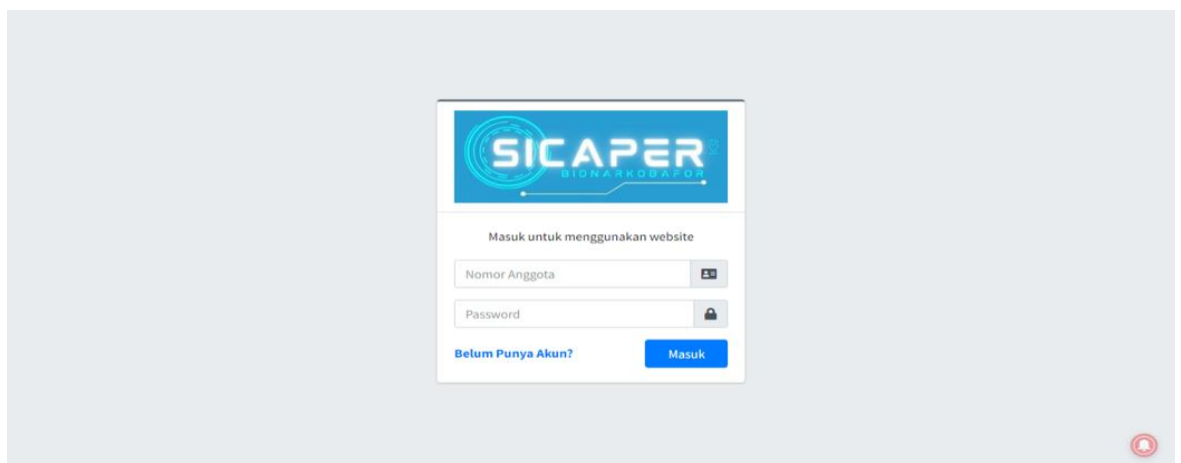 SICAPER
BIONARKOBAFOR
Masuk untuk menggunakan website
Nomor Anggota
Password
Belum Punya Akun?
Masuk